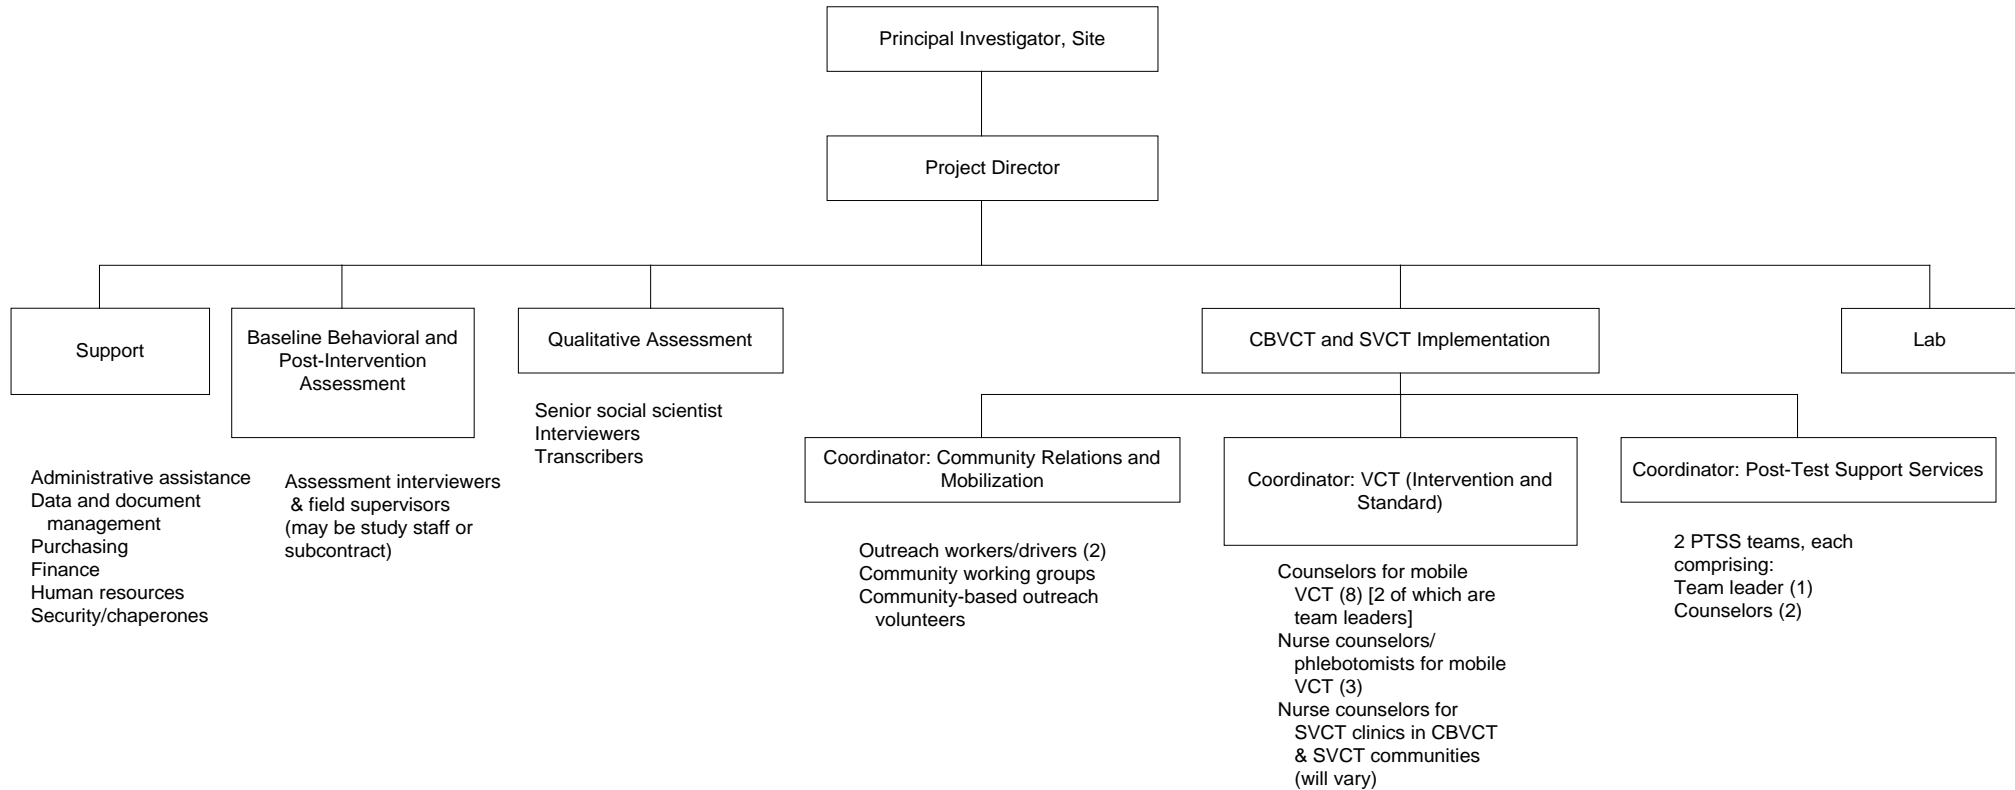 Principal Investigator, Site
Project Director
Support
Baseline Behavioral and
Post-Intervention
Assessment
Qualitative Assessment
CBVCT and SVCT Implementation
Lab
Administrative assistance
Data and document
management
Purchasing
Finance
Human resources
Security/chaperones
Assessment interviewers
& field supervisors
(may be study staff or
subcontract)
Senior social scientist
Interviewers
Transcribers
Coordinator: Community Relations and
Mobilization
Coordinator: VCT (Intervention and
Standard)
Coordinator: Post-Test Support Services
Outreach workers/drivers (2)
Community working groups
Community-based outreach
volunteers
Counselors for mobile
VCT (8) [2 of which are
team leaders]
Nurse counselors/
phlebotomists for mobile
VCT (3)
Nurse counselors for
SVCT clinics in CBVCT
& SVCT communities
(will vary)
2 PTSS teams, each
comprising:
Team leader (1)
Counselors (2)